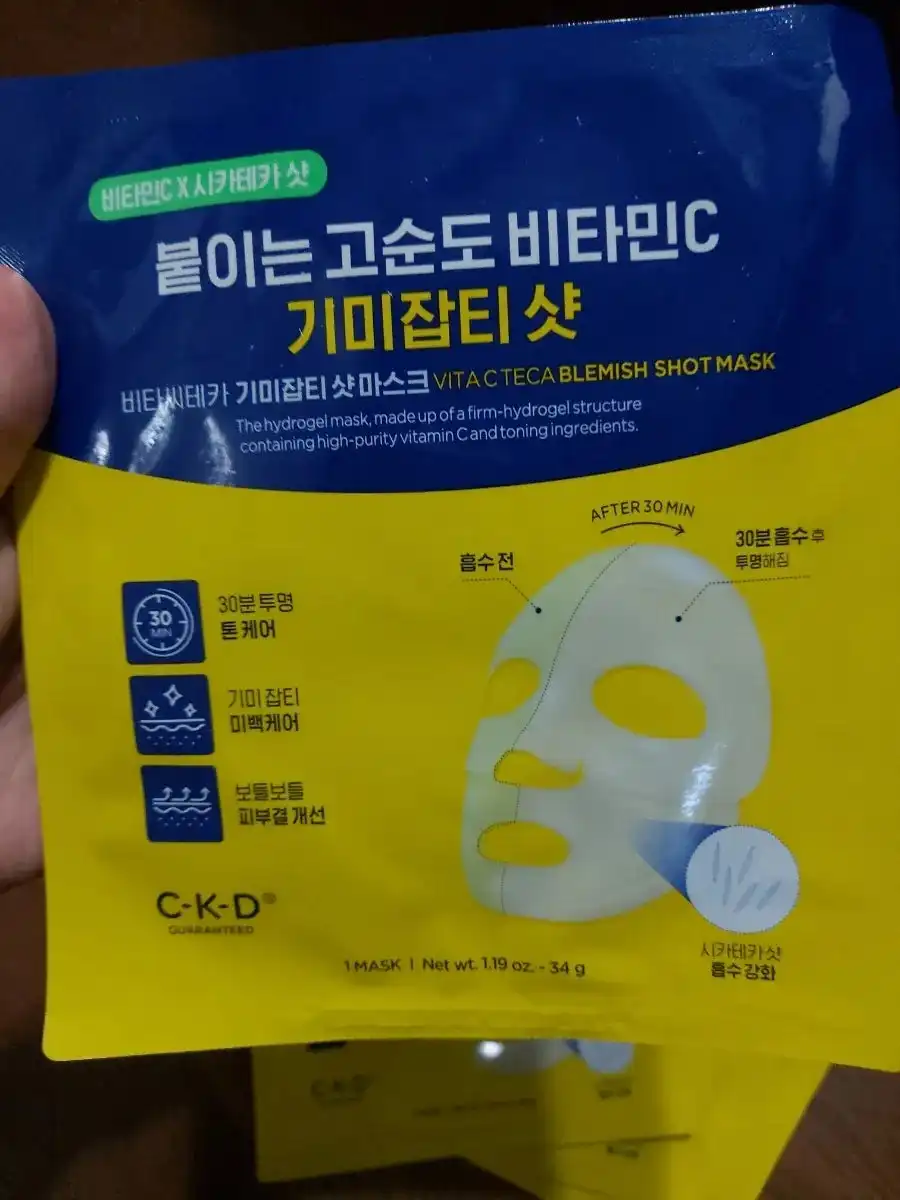 비타민C X 시카테카 샷
붙이는 고순도 비타민C
기미잡티 샷
비타씨테카 기미잡티 샷 마스크 VITA C TECA BLEMISH SHOT MASK
The hydrogel mask, made up of a firm-hydrogel structure
containing high-purity vitamin C and toning ingredients.
AFTER 30 MIN
흡수 전
30분 흡수 후
투명해짐
30
MIN
30분 투명
톤케어
기미 잡티
미백케어
보들보들
피부결 개선
C-K-D®
GUARANTEED
시카테카 샷
흡수 강화
1 MASK | Net wt. 1.19 oz. - 34 g
C-K-D